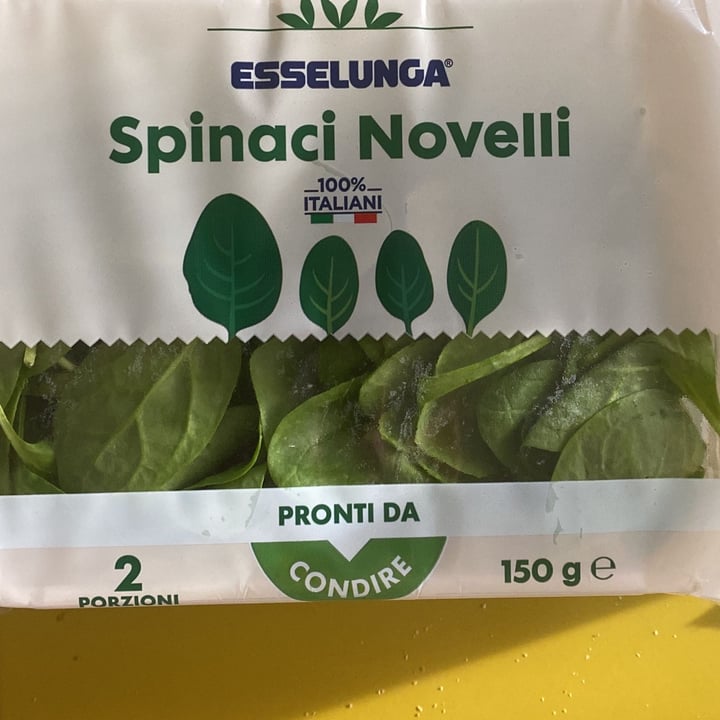 ESSELUNGA®
Spinaci Novelli
100%
ITALIANI
PRONTI DA
CONDIRE
2
PORZIONI
150 g ℮